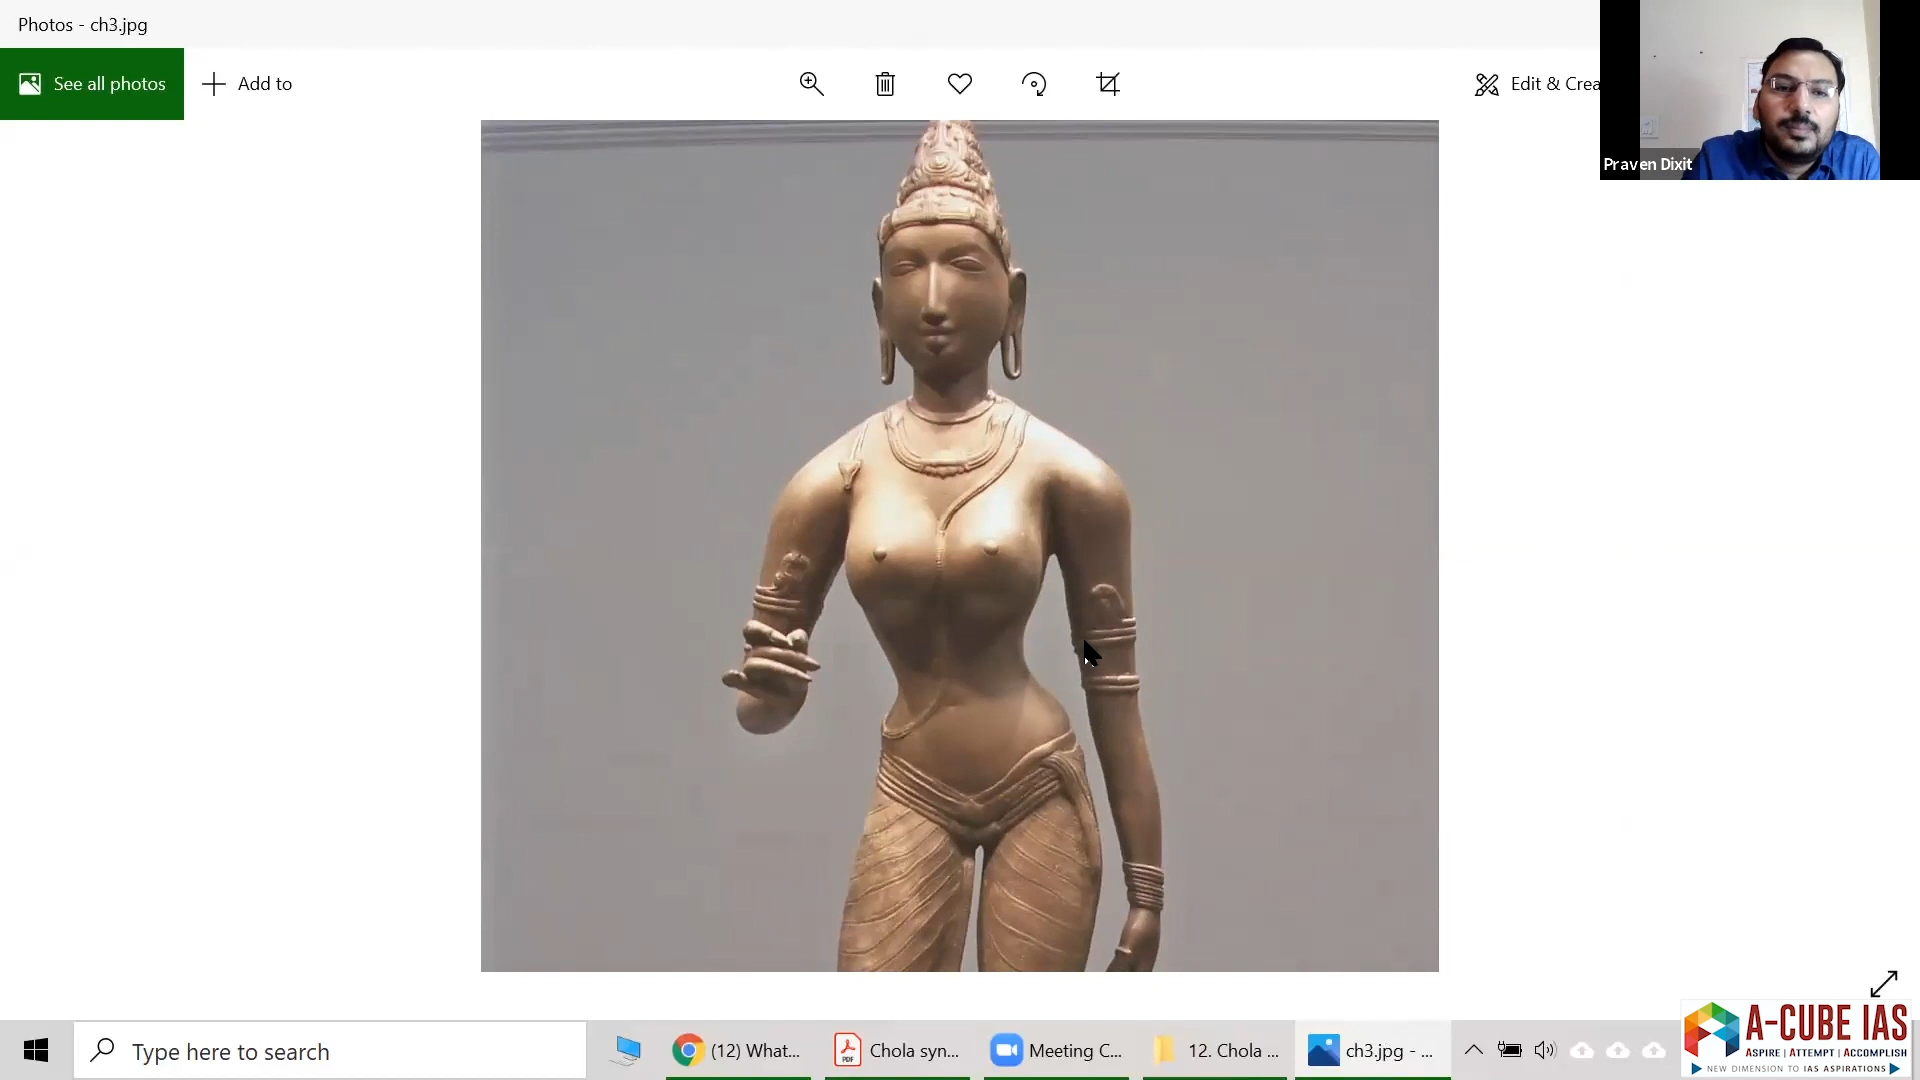 Photos - ch3.jpg
See all photos
Add to
Edit & Crea
Praven Dixit
Type here to search
(12) What...
Chola syn...
Meeting C...
12. Chola ...
ch3.jpg - ...
A-CUBE IAS
ASPIRE | ATTEMPT | ACCOMPLISH
NEW DIMENSION TO IAS ASPIRATIONS